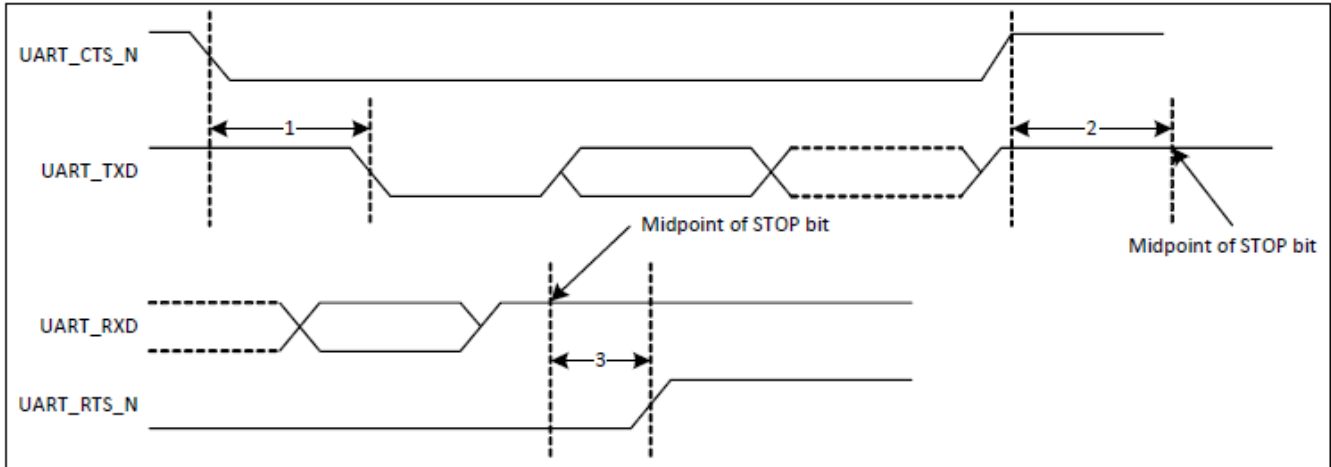 UART_CTS_N
1
2
UART_TXD
Midpoint of STOP bit
Midpoint of STOP bit
UART_RXD
3
UART_RTS_N